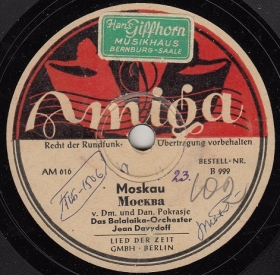 Hans Giffhorn
MUSIKHAUS
BERNBURG-SAALE
Amiga
Recht der Rundfunk- Übertragung vorbehalten
BESTELL-NR.
AM 016 B 999
23.
Moskau
Москва
v. Dm. und Dan. Pokrasje
Das Balalaika-Orchester
Jean Davydoff
LIED DER ZEIT
GMBH - BERLIN